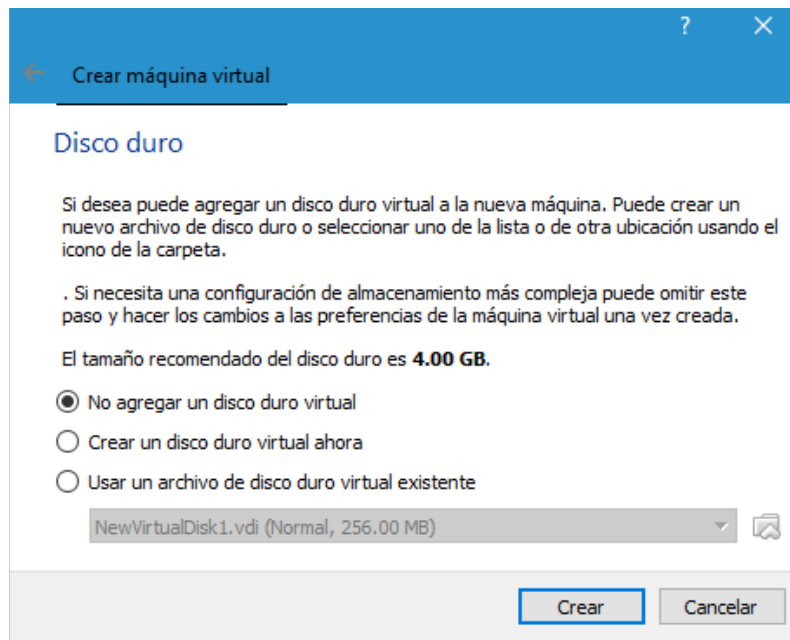 ?
Crear máquina virtual
Disco duro
Si desea puede agregar un disco duro virtual a la nueva máquina. Puede crear un
nuevo archivo de disco duro o seleccionar uno de la lista o de otra ubicación usando el
icono de la carpeta.
. Si necesita una configuración de almacenamiento más compleja puede omitir este
paso y hacer los cambios a las preferencias de la máquina virtual una vez creada.
El tamaño recomendado del disco duro es 4.00 GB.
No agregar un disco duro virtual
Crear un disco duro virtual ahora
Usar un archivo de disco duro virtual existente
NewVirtualDisk1.vdi (Normal, 256.00 MB)
Crear Cancelar